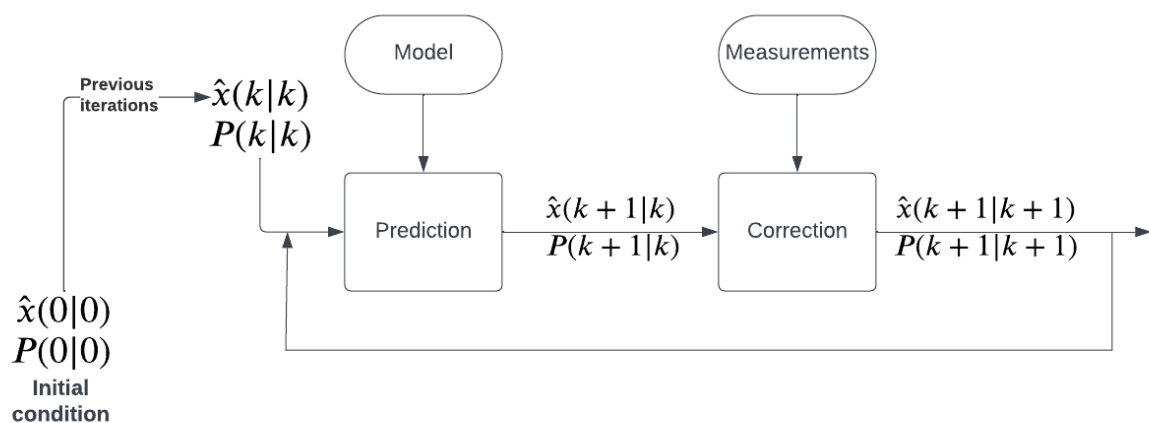 Model
Measurements
Previous
iterations
x̂(k|k)
P(k|k)
Prediction
x̂(k + 1|k)
P(k + 1|k)
Correction
x̂(k + 1|k + 1)
P(k + 1|k + 1)
x̂(0|0)
P(0|0)
Initial
condition